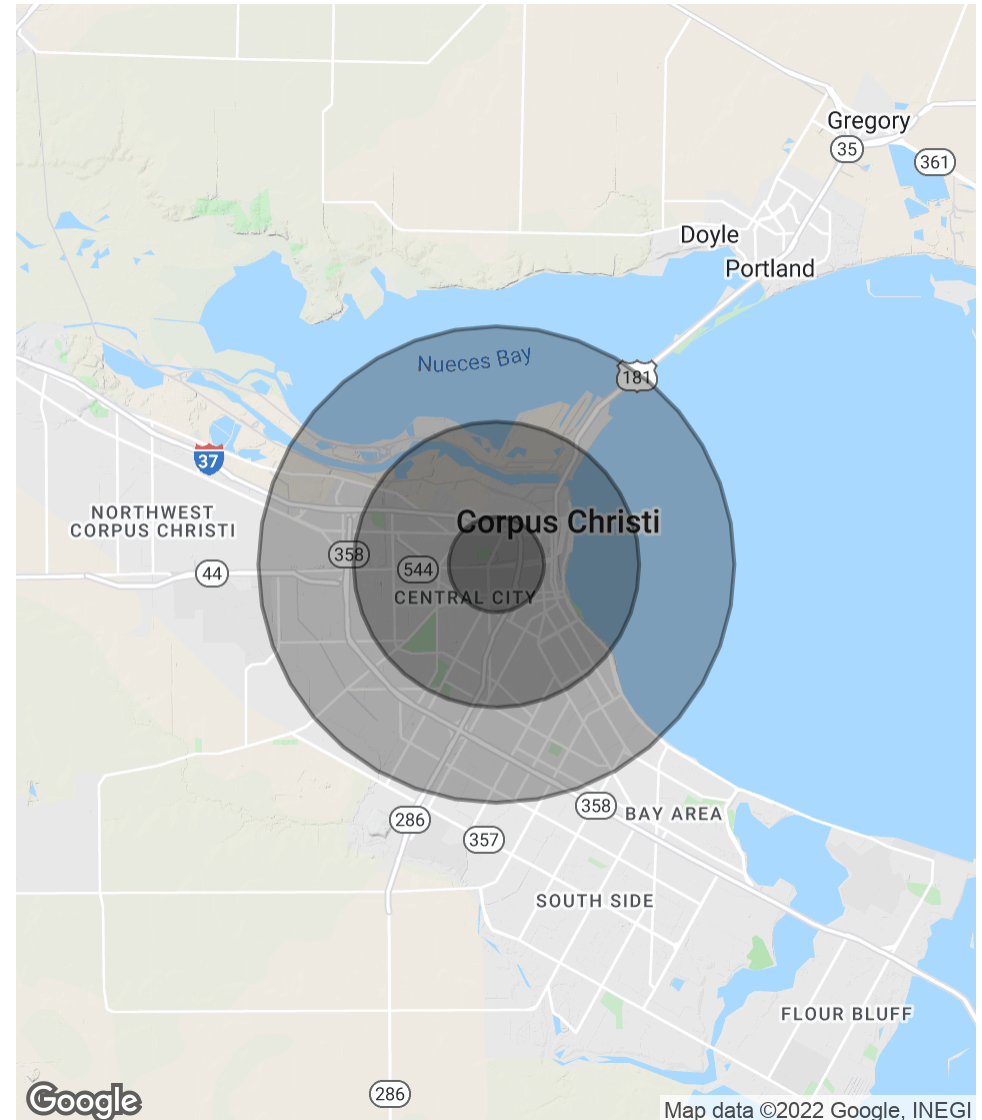 Gregory
35
361
Doyle
Portland
Nueces Bay
181
37
NORTHWEST
CORPUS CHRISTI
Corpus Christi
358
544
44
CENTRAL CITY
286
358
BAY AREA
357
SOUTH SIDE
FLOUR BLUFF
286
Google
Map data ©2022 Google, INEGI